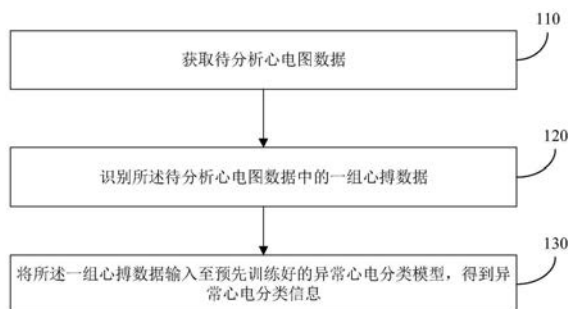 110
获取待分析心电图数据
120
识别所述待分析心电图数据中的一组心搏数据
130
将所述一组心搏数据输入至预先训练好的异常心电分类模型，得到异
常心电分类信息